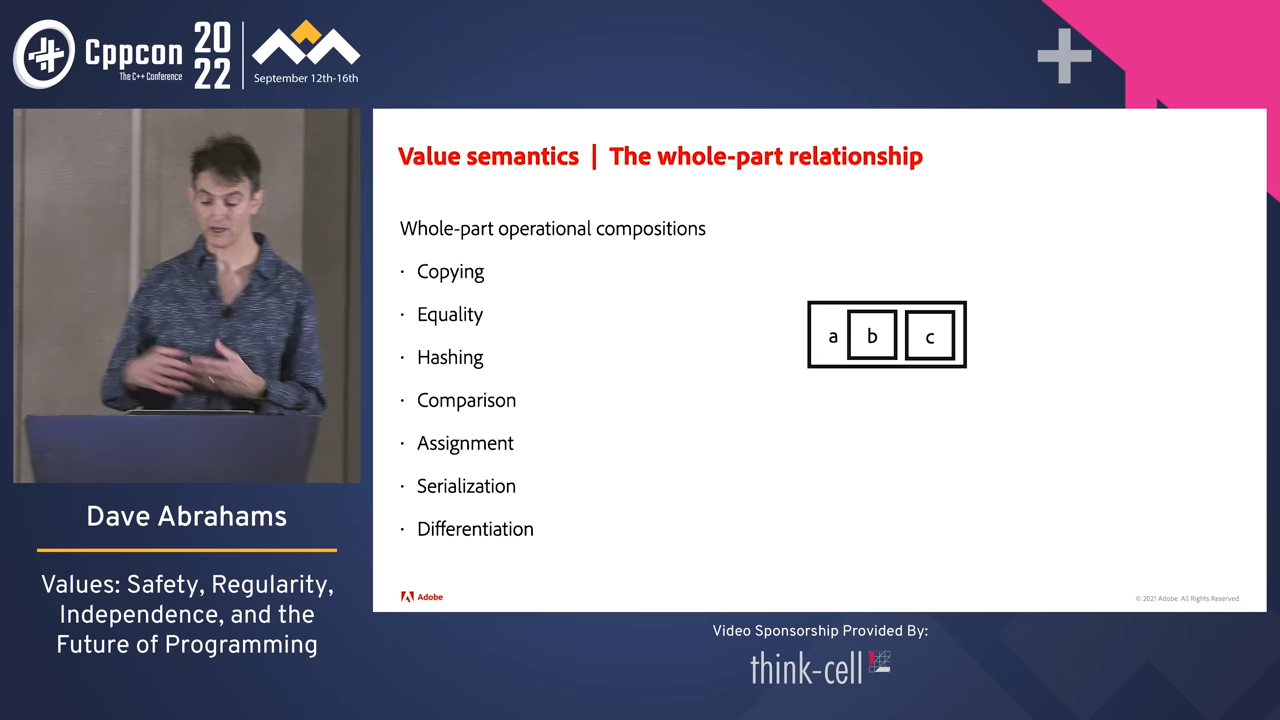 Cppcon
The C++ Conference
20
22
September 12th-16th
Value semantics | The whole-part relationship
Whole-part operational compositions
· Copying
· Equality
· Hashing
· Comparison
· Assignment
· Serialization
· Differentiation
a b c
Adobe
© 2021 Adobe. All Rights Reserved.
Dave Abrahams
Values: Safety, Regularity,
Independence, and the
Future of Programming
Video Sponsorship Provided By:
think-cell